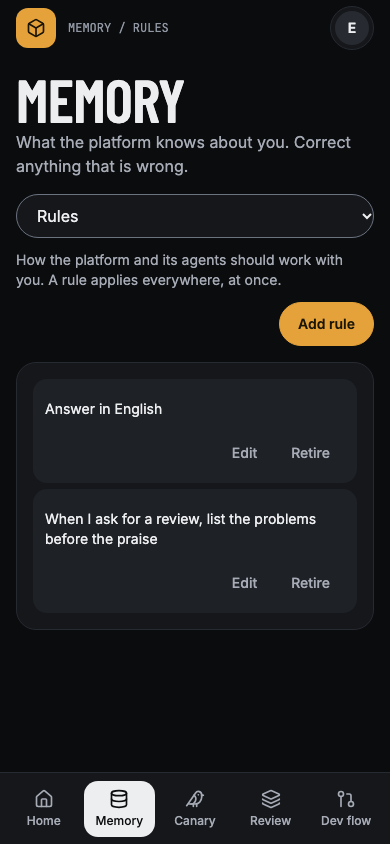 MEMORY / RULES
E
MEMORY
What the platform knows about you. Correct
anything that is wrong.
Rules
How the platform and its agents should work with
you. A rule applies everywhere, at once.
Add rule
Answer in English
Edit
Retire
When I ask for a review, list the problems
before the praise
Edit
Retire
Home
Memory
Canary
Review
Dev flow